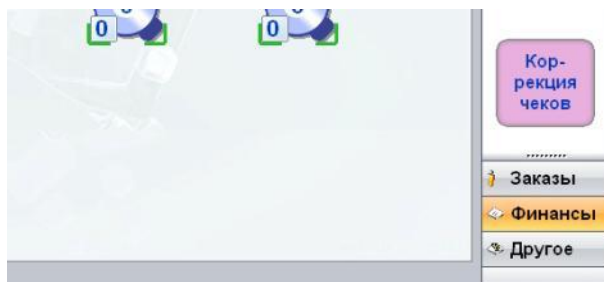 0 0
Кор-
рекция
чеков
Заказы
Финансы
Другое